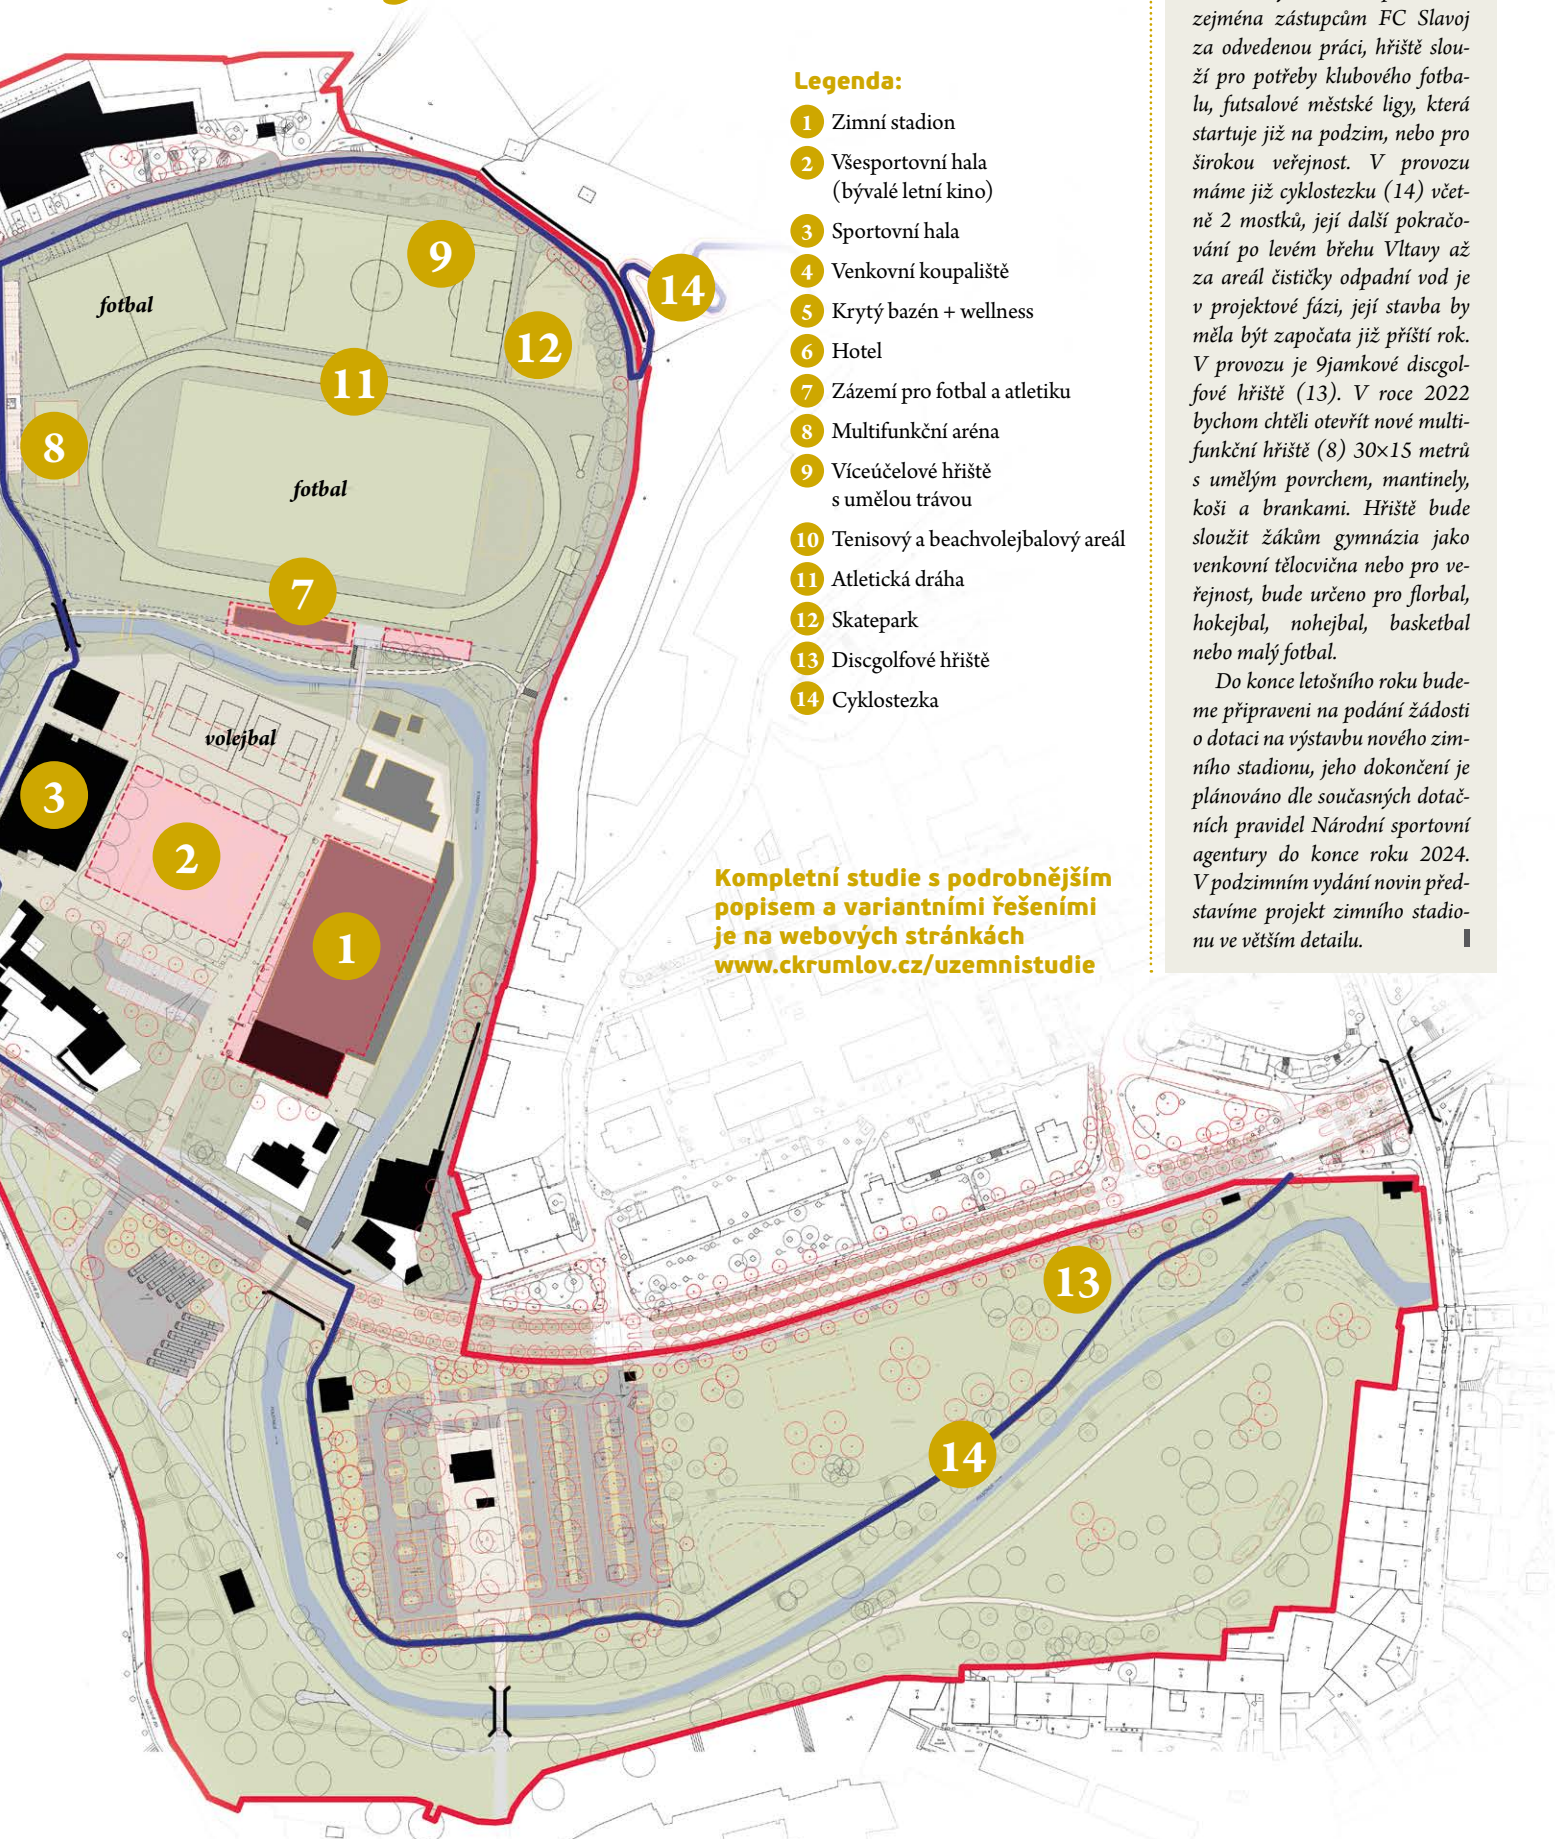 fotbal
9
14
12
11
8
fotbal
7
volejbal
3
2
1
13
14
Legenda:
1 Zimní stadion
2 Všesportovní hala
(bývalé letní kino)
3 Sportovní hala
4 Venkovní koupaliště
5 Krytý bazén + wellness
6 Hotel
7 Zázemí pro fotbal a atletiku
8 Multifunkční aréna
9 Víceúčelové hřiště
s umělou trávou
10 Tenisový a beachvolejbalový areál
11 Atletická dráha
12 Skatepark
13 Discgolfové hřiště
14 Cyklostezka
Kompletní studie s podrobnějším
popisem a variantními řešeními
je na webových stránkách
www.ckrumlov.cz/uzemnistudie
zejména zástupcům FC Slavoj
za odvedenou práci, hřiště slou-
ží pro potřeby klubového fotba-
lu, futsalové městské ligy, která
startuje již na podzim, nebo pro
širokou veřejnost. V provozu
máme již cyklostezku (14) včet-
ně 2 mostků, její další pokračo-
vání po levém břehu Vltavy až
za areál čističky odpadní vod je
v projektové fázi, její stavba by
měla být započata již příští rok.
V provozu je 9jamkové discgol-
fové hřiště (13). V roce 2022
bychom chtěli otevřít nové multi-
funkční hřiště (8) 30×15 metrů
s umělým povrchem, mantinely,
koši a brankami. Hřiště bude
sloužit žákům gymnázia jako
venkovní tělocvična nebo pro ve-
řejnost, bude určeno pro florbal,
hokejbal, nohejbal, basketbal
nebo malý fotbal.
Do konce letošního roku bude-
me připraveni na podání žádosti
o dotaci na výstavbu nového zim-
ního stadionu, jeho dokončení je
plánováno dle současných dotač-
ních pravidel Národní sportovní
agentury do konce roku 2024.
V podzimním vydání novin před-
stavíme projekt zimního stadio-
nu ve větším detailu.